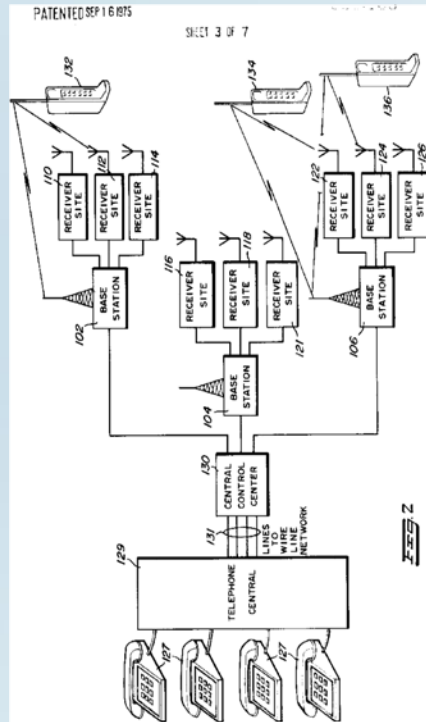 PATENTED SEP 16 1975
SHEET 3 OF 7
132
134
136
110
112
114
122
124
126
RECEIVER SITE
RECEIVER SITE
RECEIVER SITE
RECEIVER SITE
RECEIVER SITE
RECEIVER SITE
116
118
121
RECEIVER SITE
RECEIVER SITE
RECEIVER SITE
BASE STATION
102
BASE STATION
106
BASE STATION
104
130
CENTRAL CONTROL CENTER
131
LINES TO WIRE LINE NETWORK
129
TELEPHONE CENTRAL
127
127
127
FIG. 2